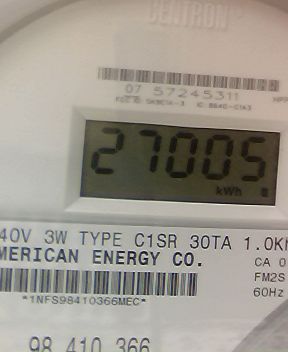 CENTRON
07 57245311
27005
kWh
40V 3W TYPE C1SR 30TA 1.0Kh
MERICAN ENERGY CO.
CA 0
FM2S
*1NFS98410366MEC*
60Hz
98 410 366